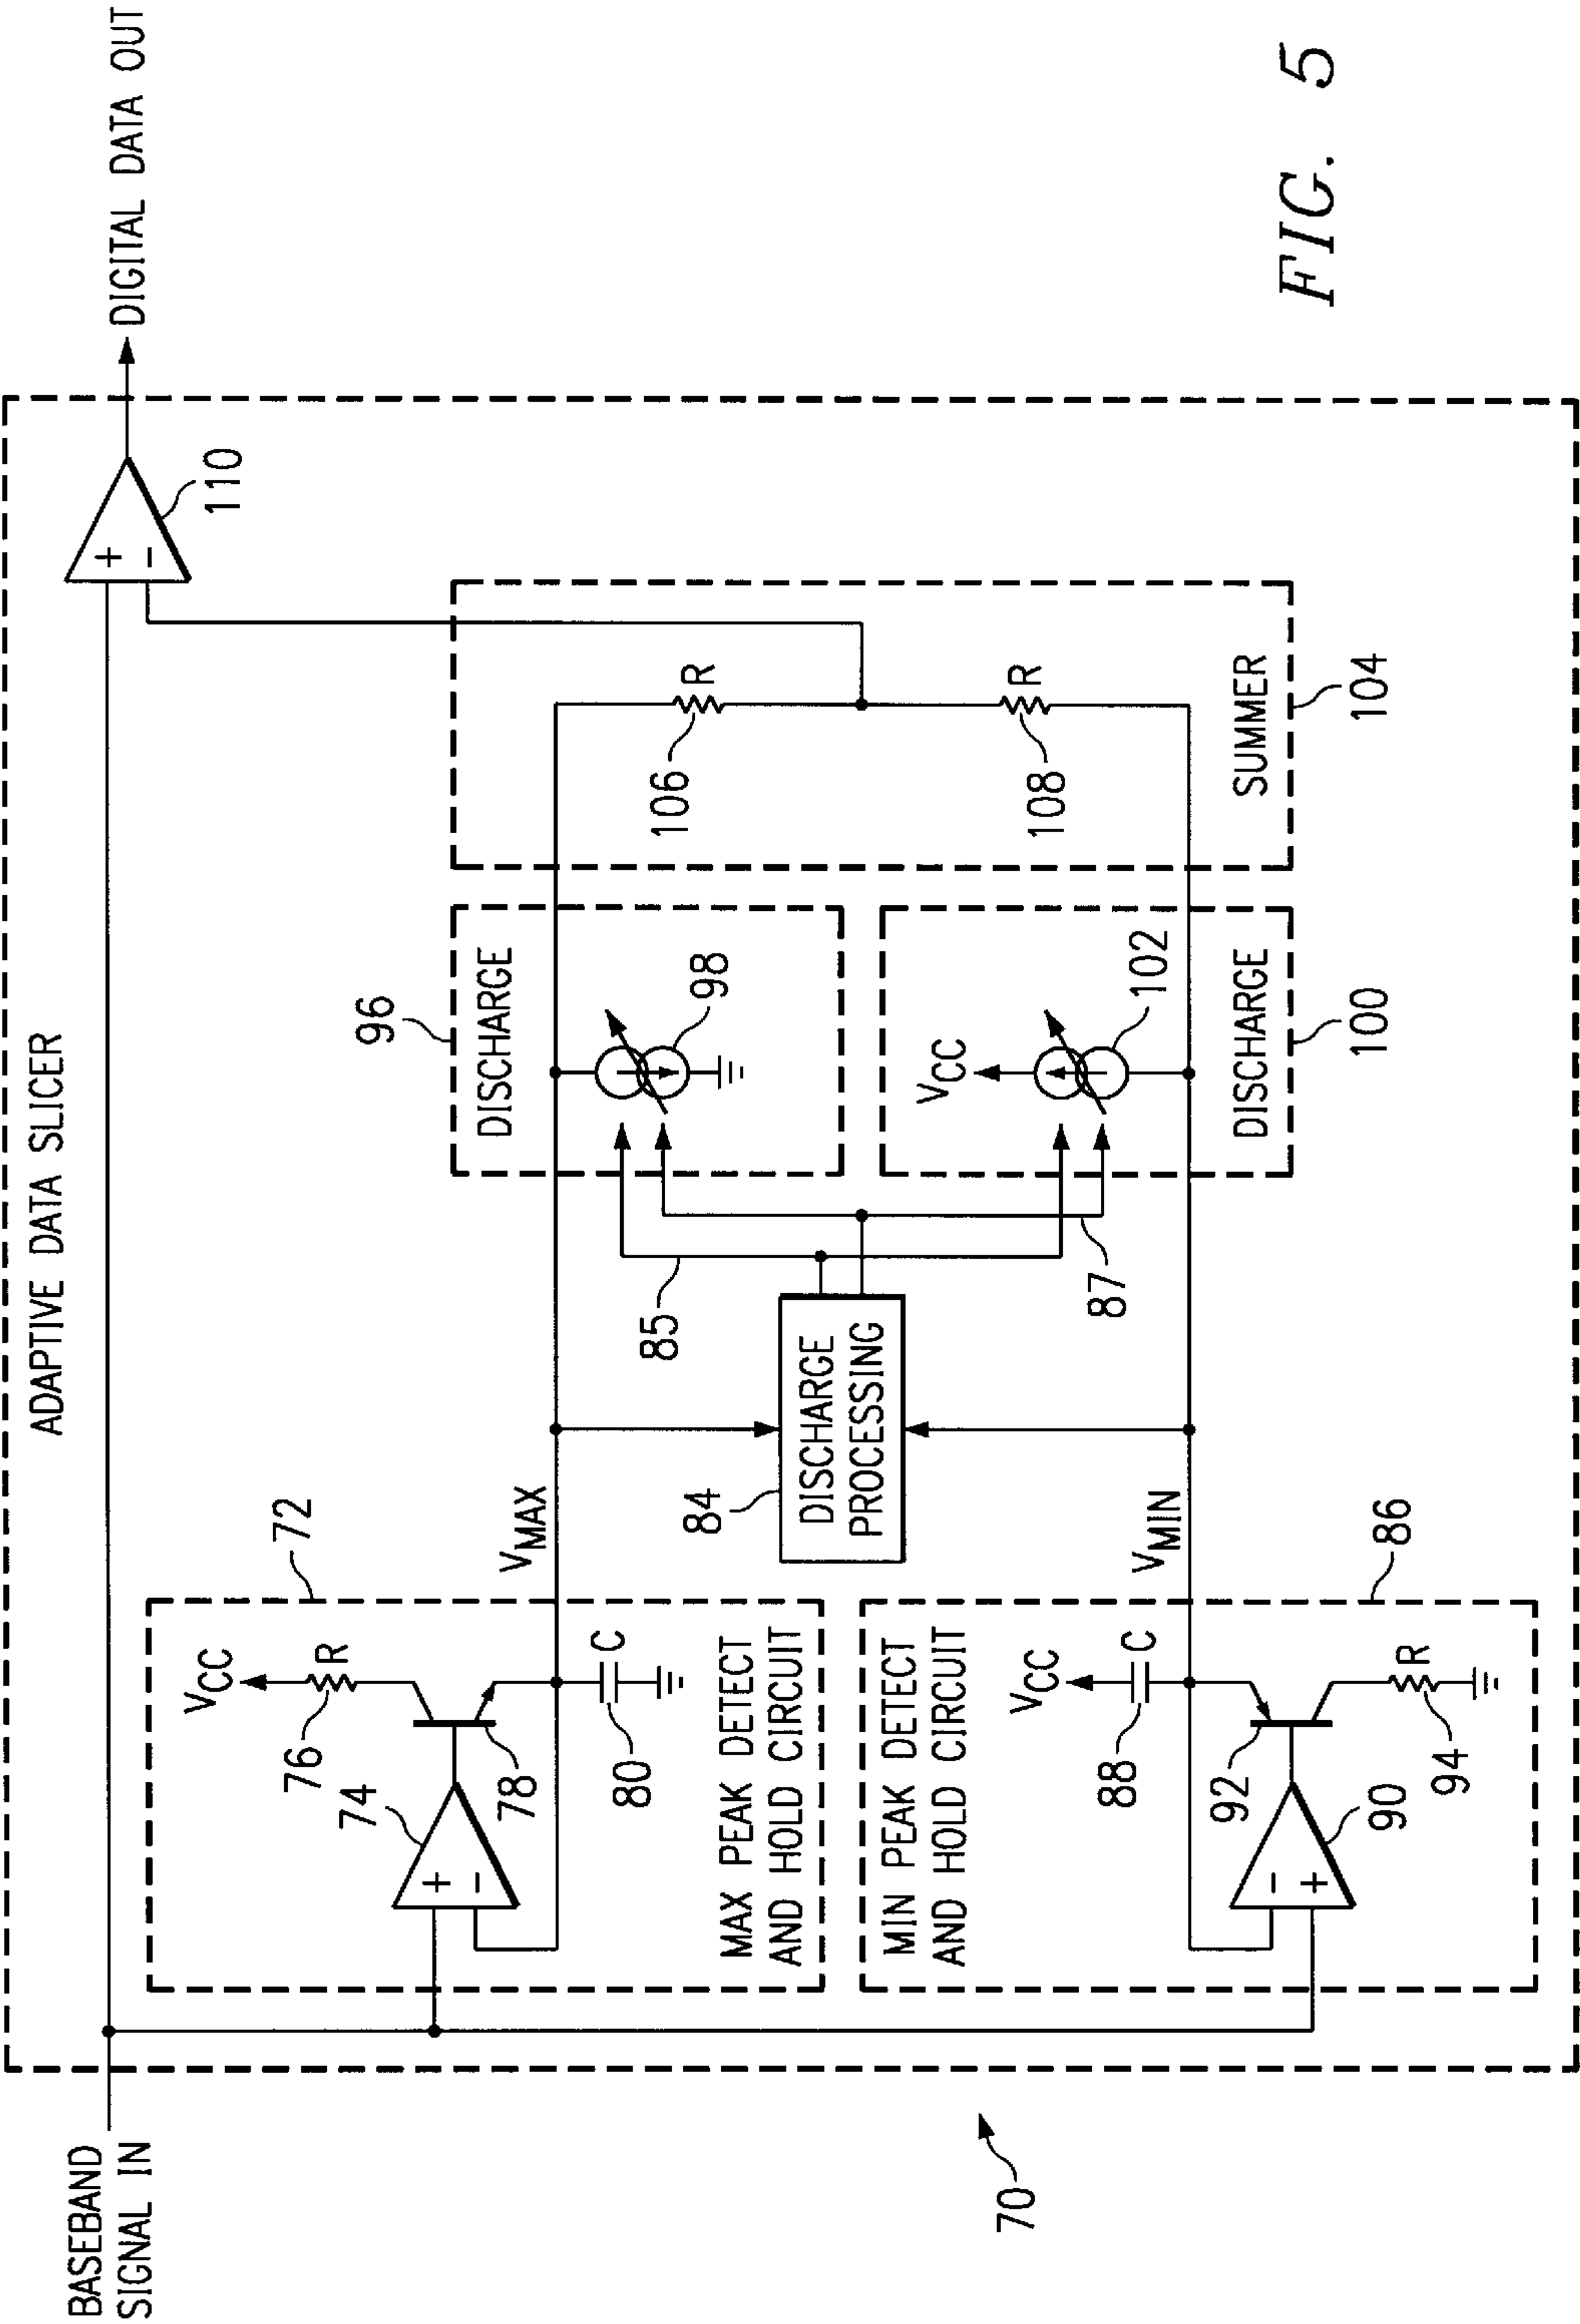 ADAPTIVE DATA SLICER
BASEBAND
SIGNAL IN
DIGITAL DATA OUT
+
−
110
72
VCC
76
R
74
+
−
78
80
C
MAX PEAK DETECT
AND HOLD CIRCUIT
VMAX
96
DISCHARGE
98
85
84
DISCHARGE
PROCESSING
87
106
R
R
108
SUMMER
104
MIN PEAK DETECT
AND HOLD CIRCUIT
VCC
88
C
92
−
+
90
R
94
86
VMIN
VCC
102
DISCHARGE
100
70
FIG. 5